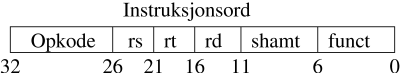 Instruksjonsord
Opkode rs rt rd shamt funct
32 26 21 16 11 6 0